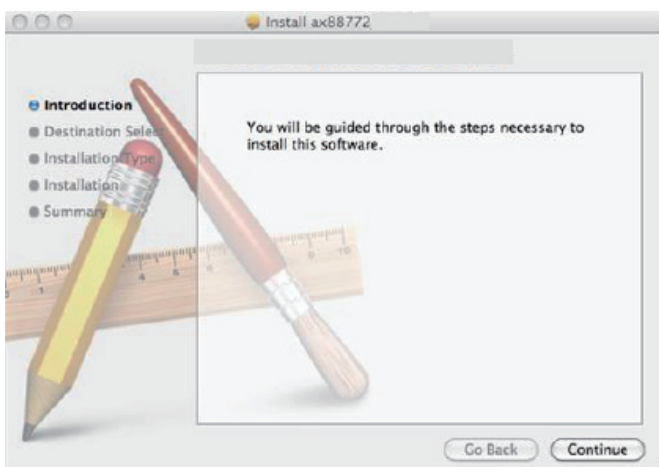 Install ax88772
Introduction
Destination Select
Installation Type
Installation
Summary
You will be guided through the steps necessary to
install this software.
Go Back
Continue